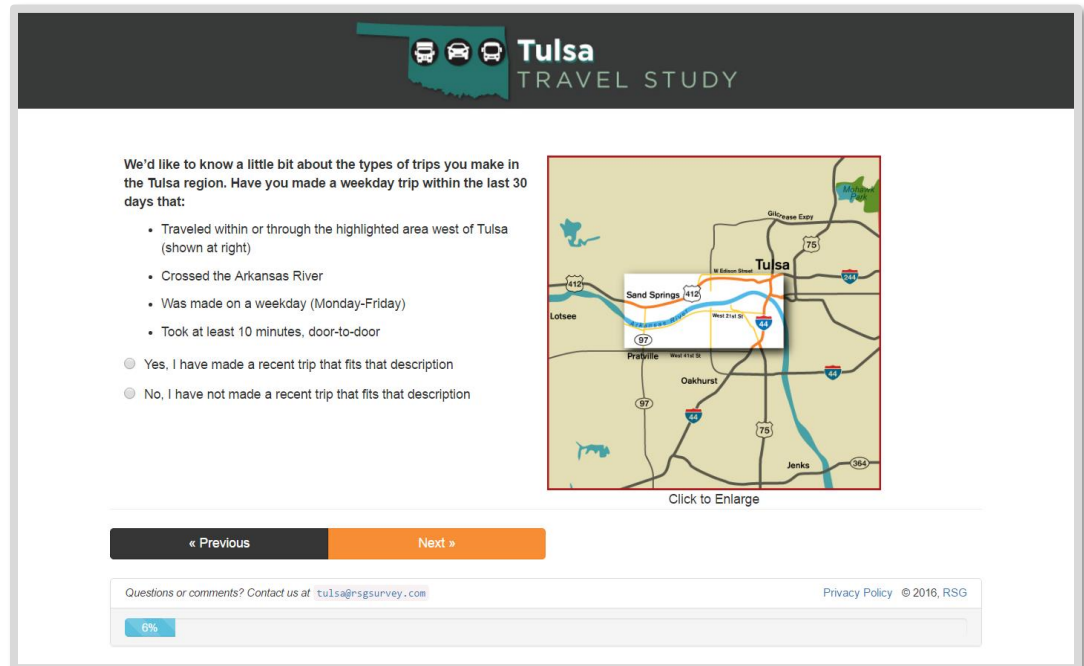 Tulsa
TRAVEL STUDY
We'd like to know a little bit about the types of trips you make in
the Tulsa region. Have you made a weekday trip within the last 30
days that:
• Traveled within or through the highlighted area west of Tulsa
(shown at right)
• Crossed the Arkansas River
• Was made on a weekday (Monday-Friday)
• Took at least 10 minutes, door-to-door
Yes, I have made a recent trip that fits that description
No, I have not made a recent trip that fits that description
Mohawk
Park
Gilcrease Expy
75
Tulsa
M Edison Street
244
412
Sand Springs
412
Lotsee
Arkansas River
West 21st St
44
97
Pratville
West 41st St
44
Oakhurst
97
44
75
Jenks
364
Click to Enlarge
« Previous
Next »
Questions or comments? Contact us at tulsa@rsgsurvey.com
Privacy Policy © 2016, RSG
6%